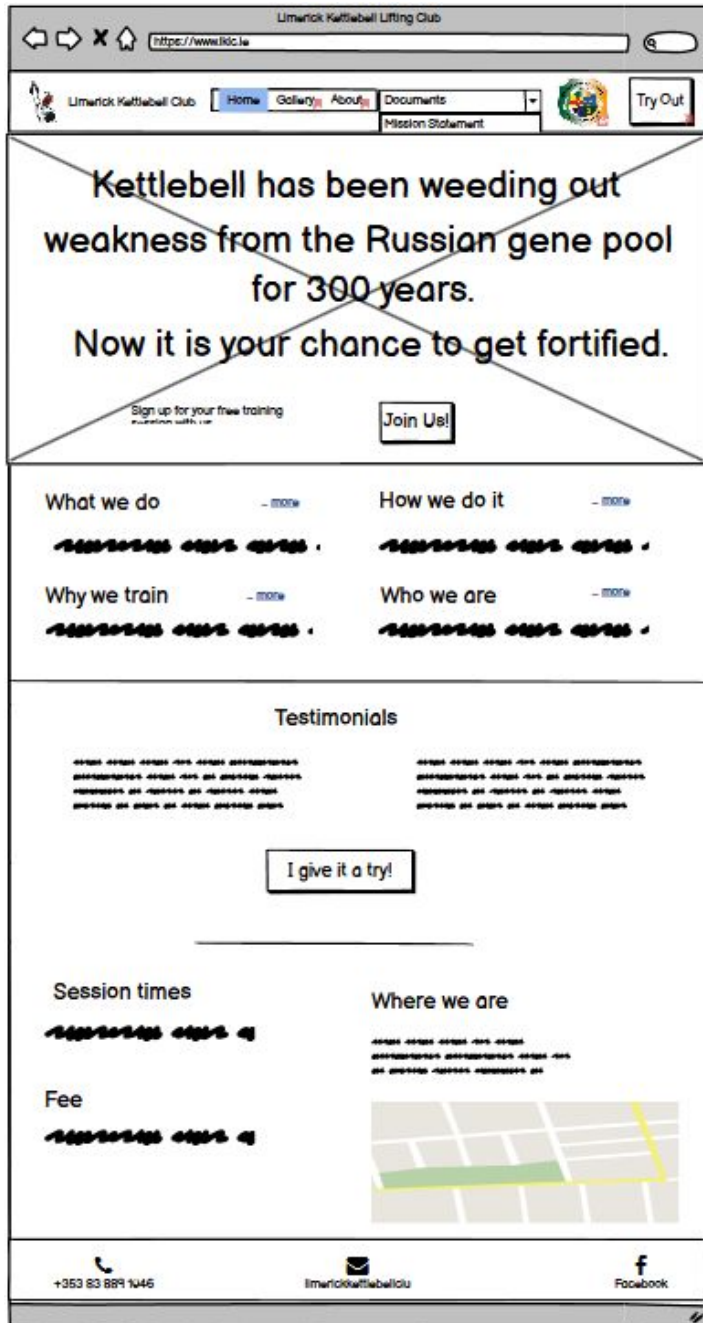 Limerick Kettlebell Lifting Club
https://www.lklc.ie
Limerick Kettlebell Club Home Gallery About Documents Try Out
Mission Statement
Kettlebell has been weeding out
weakness from the Russian gene pool
for 300 years.
Now it is your chance to get fortified.
Sign up for your free training
session with us
Join Us!
What we do more
How we do it more
Why we train more
Who we are more
Testimonials
I give it a try!
Session times
Where we are
Fee
+353 83 889 1046
limerickkettlebellclu
Facebook